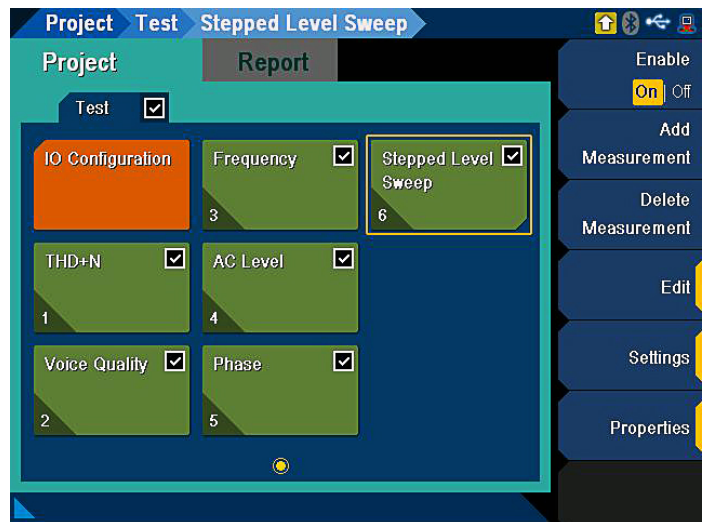 Project Test Stepped Level Sweep
Project
Report
Test
IO Configuration
Frequency
3
Stepped Level
Sweep
6
THD+N
1
AC Level
4
Voice Quality
2
Phase
5
Enable
On | Off
Add
Measurement
Delete
Measurement
Edit
Settings
Properties